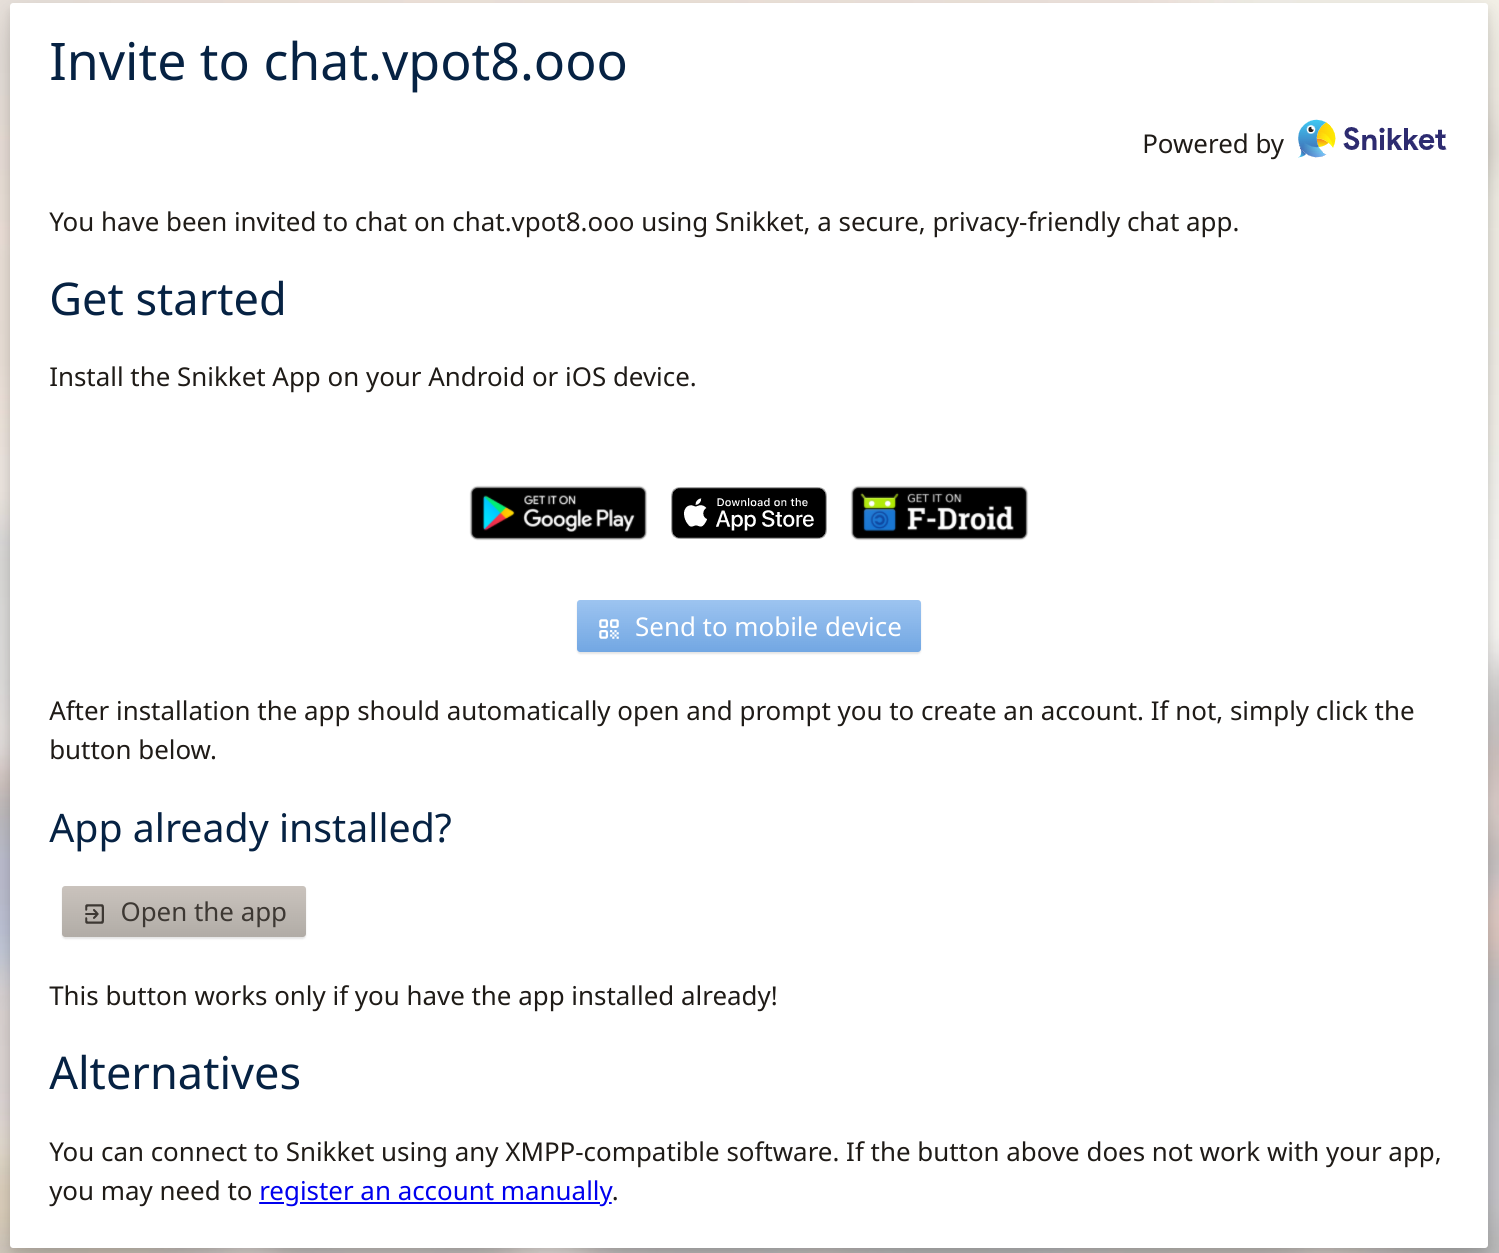 Invite to chat.vpot8.ooo
Powered by Snikket
You have been invited to chat on chat.vpot8.ooo using Snikket, a secure, privacy-friendly chat app.
Get started
Install the Snikket App on your Android or iOS device.
GET IT ON
Google Play
Download on the
App Store
GET IT ON
F-Droid
Send to mobile device
After installation the app should automatically open and prompt you to create an account. If not, simply click the
button below.
App already installed?
Open the app
This button works only if you have the app installed already!
Alternatives
You can connect to Snikket using any XMPP-compatible software. If the button above does not work with your app,
you may need to register an account manually.